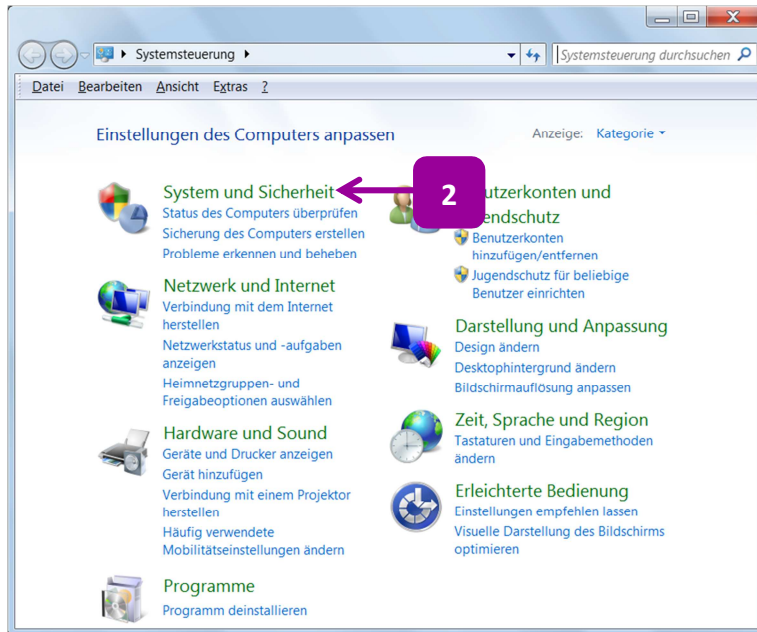 Systemsteuerung
Systemsteuerung durchsuchen
Datei Bearbeiten Ansicht Extras ?
Einstellungen des Computers anpassen
Anzeige: Kategorie
System und Sicherheit
Status des Computers überprüfen
Sicherung des Computers erstellen
Probleme erkennen und beheben
Netzwerk und Internet
Verbindung mit dem Internet
herstellen
Netzwerkstatus und -aufgaben
anzeigen
Heimnetzgruppen- und
Freigabeoptionen auswählen
Hardware und Sound
Geräte und Drucker anzeigen
Gerät hinzufügen
Verbindung mit einem Projektor
herstellen
Häufig verwendete
Mobilitätseinstellungen ändern
Programme
Programm deinstallieren
2
utzerkonten und
endschutz
Benutzerkonten
hinzufügen/entfernen
Jugendschutz für beliebige
Benutzer einrichten
Darstellung und Anpassung
Design ändern
Desktophintergrund ändern
Bildschirmauflösung anpassen
Zeit, Sprache und Region
Tastaturen und Eingabemethoden
ändern
Erleichterte Bedienung
Einstellungen empfehlen lassen
Visuelle Darstellung des Bildschirms
optimieren